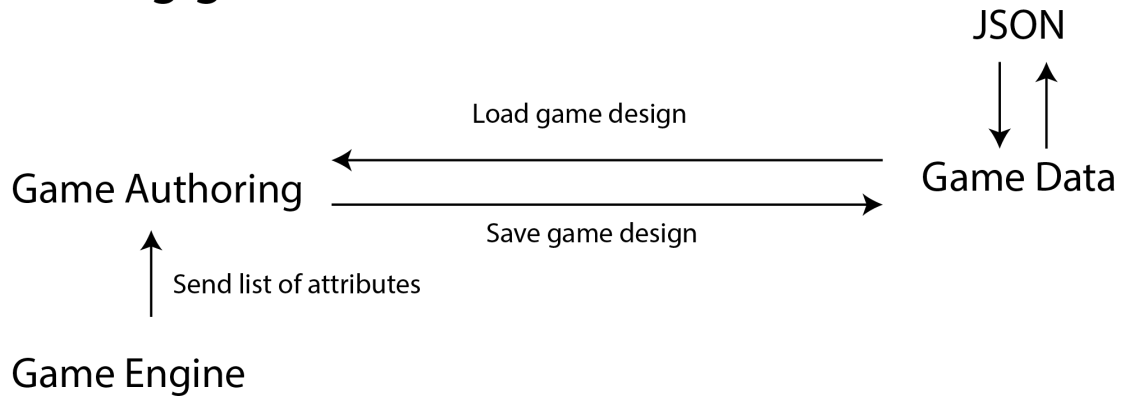 JSON
Load game design
Game Data
Game Authoring
Save game design
Send list of attributes
Game Engine